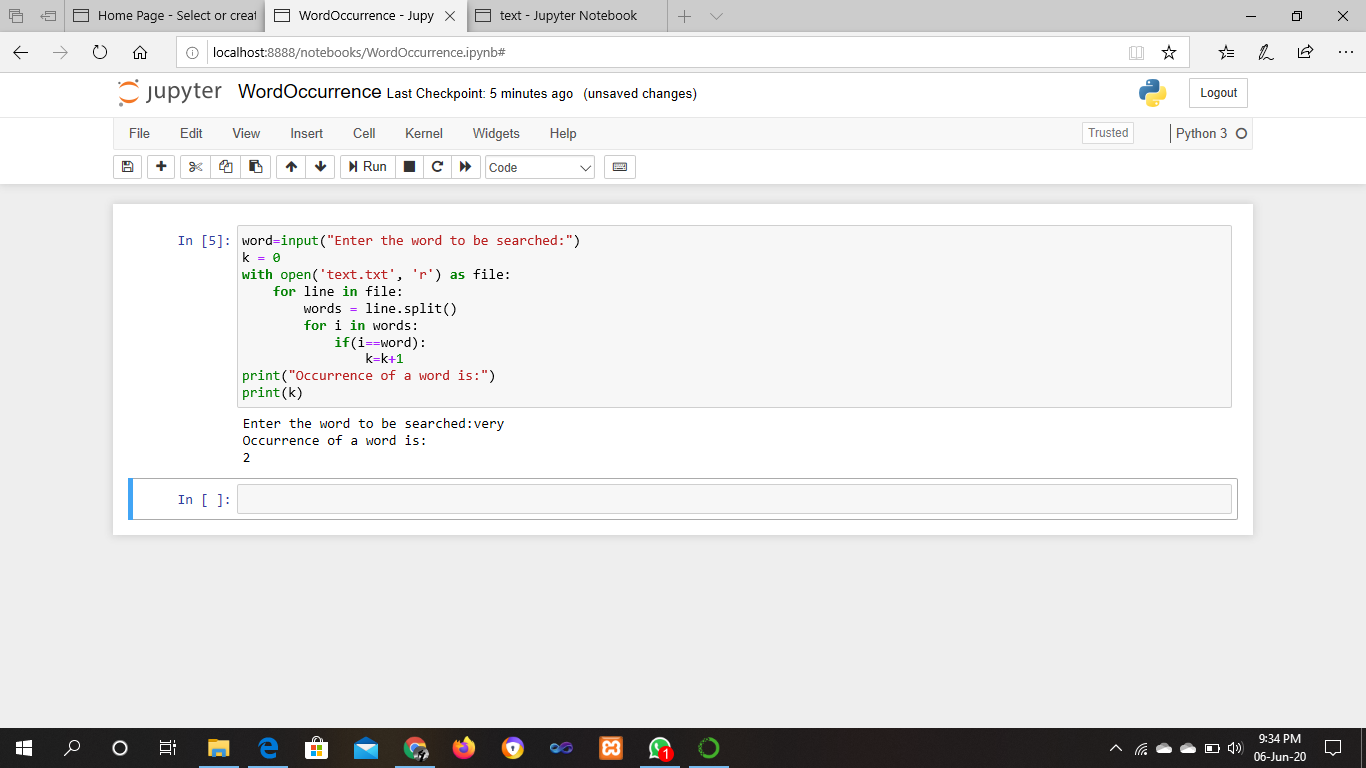 Home Page - Select or creat
WordOccurrence - Jupy
text - Jupyter Notebook
localhost:8888/notebooks/WordOccurrence.ipynb#
jupyter WordOccurrence Last Checkpoint: 5 minutes ago (unsaved changes)
Logout
File Edit View Insert Cell Kernel Widgets Help
Trusted
Python 3
Run
Code
In [5]:
word=input("Enter the word to be searched:")
k = 0
with open('text.txt', 'r') as file:
    for line in file:
        words = line.split()
        for i in words:
            if(i==word):
                k=k+1
print("Occurrence of a word is:")
print(k)
Enter the word to be searched:very
Occurrence of a word is:
2
In [ ]:
1
9:34 PM
06-Jun-20